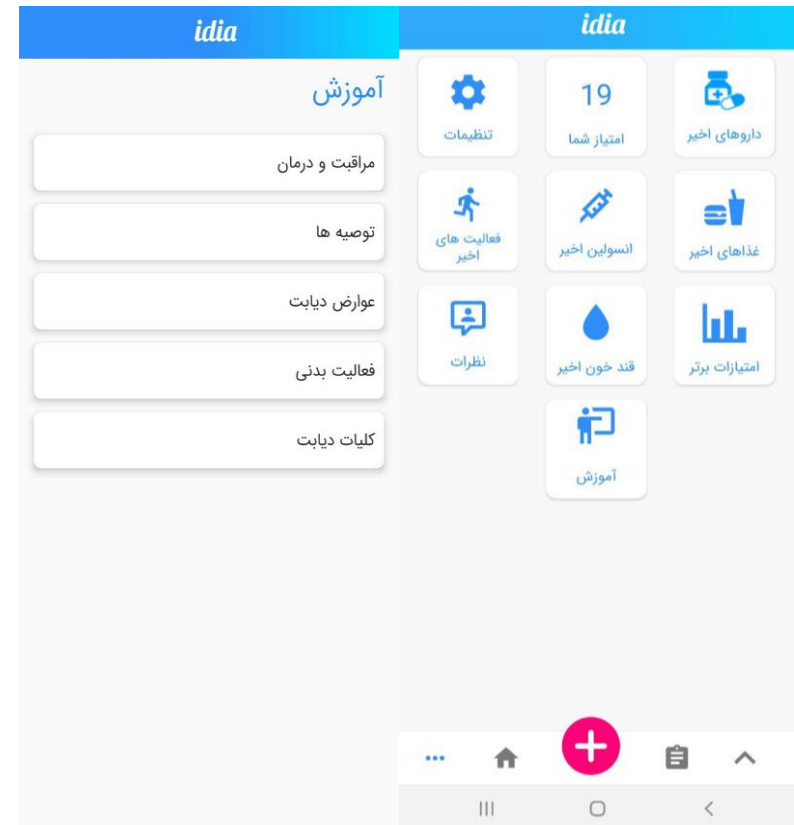 idia
آموزش
مراقبت و درمان
توصیه ها
عوارض دیابت
فعالیت بدنی
کلیات دیابت
idia
داروهای اخیر
19
امتیاز شما
تنظیمات
غذاهای اخیر
انسولین اخیر
فعالیت های
اخیر
امتیازات برتر
قند خون اخیر
نظرات
آموزش